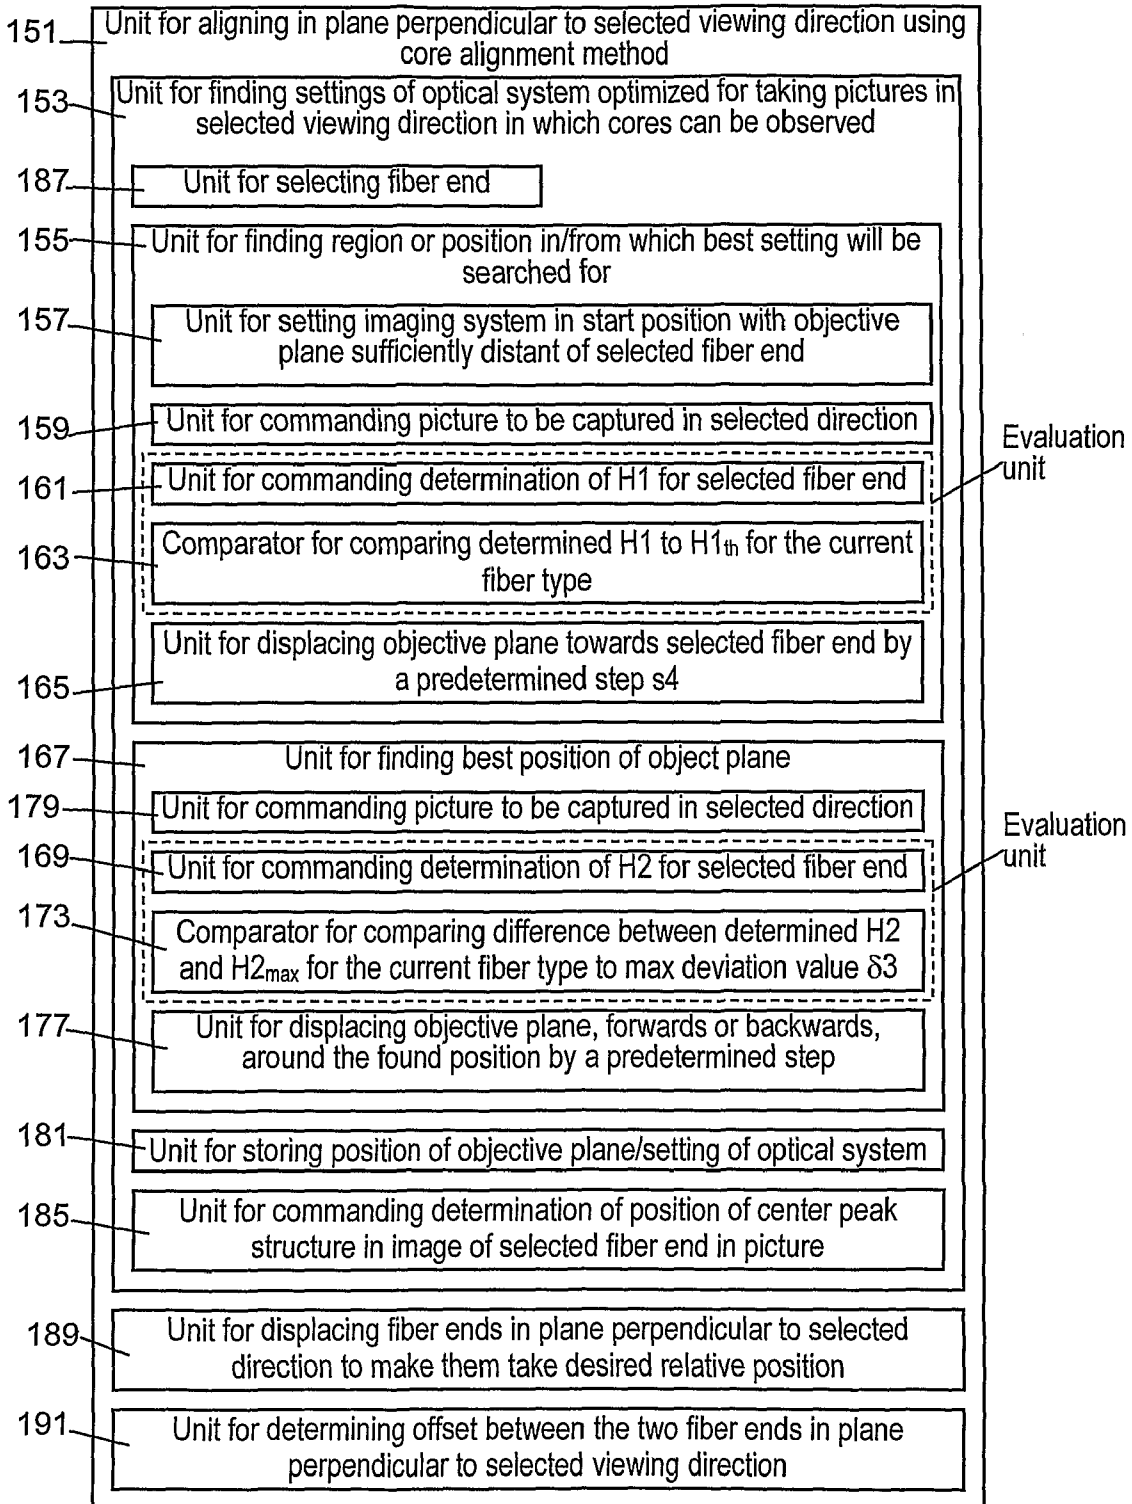 151 Unit for aligning in plane perpendicular to selected viewing direction using
core alignment method
153 Unit for finding settings of optical system optimized for taking pictures in
selected viewing direction in which cores can be observed
187 Unit for selecting fiber end
155 Unit for finding region or position in/from which best setting will be
searched for
157 Unit for setting imaging system in start position with objective
plane sufficiently distant of selected fiber end
159 Unit for commanding picture to be captured in selected direction
Evaluation
unit
161 Unit for commanding determination of H1 for selected fiber end
163 Comparator for comparing determined H1 to H1th for the current
fiber type
165 Unit for displacing objective plane towards selected fiber end by
a predetermined step s4
167 Unit for finding best position of object plane
179 Unit for commanding picture to be captured in selected direction
Evaluation
unit
169 Unit for commanding determination of H2 for selected fiber end
173 Comparator for comparing difference between determined H2
and H2max for the current fiber type to max deviation value δ3
177 Unit for displacing objective plane, forwards or backwards,
around the found position by a predetermined step
181 Unit for storing position of objective plane/setting of optical system
185 Unit for commanding determination of position of center peak
structure in image of selected fiber end in picture
189 Unit for displacing fiber ends in plane perpendicular to selected
direction to make them take desired relative position
191 Unit for determining offset between the two fiber ends in plane
perpendicular to selected viewing direction